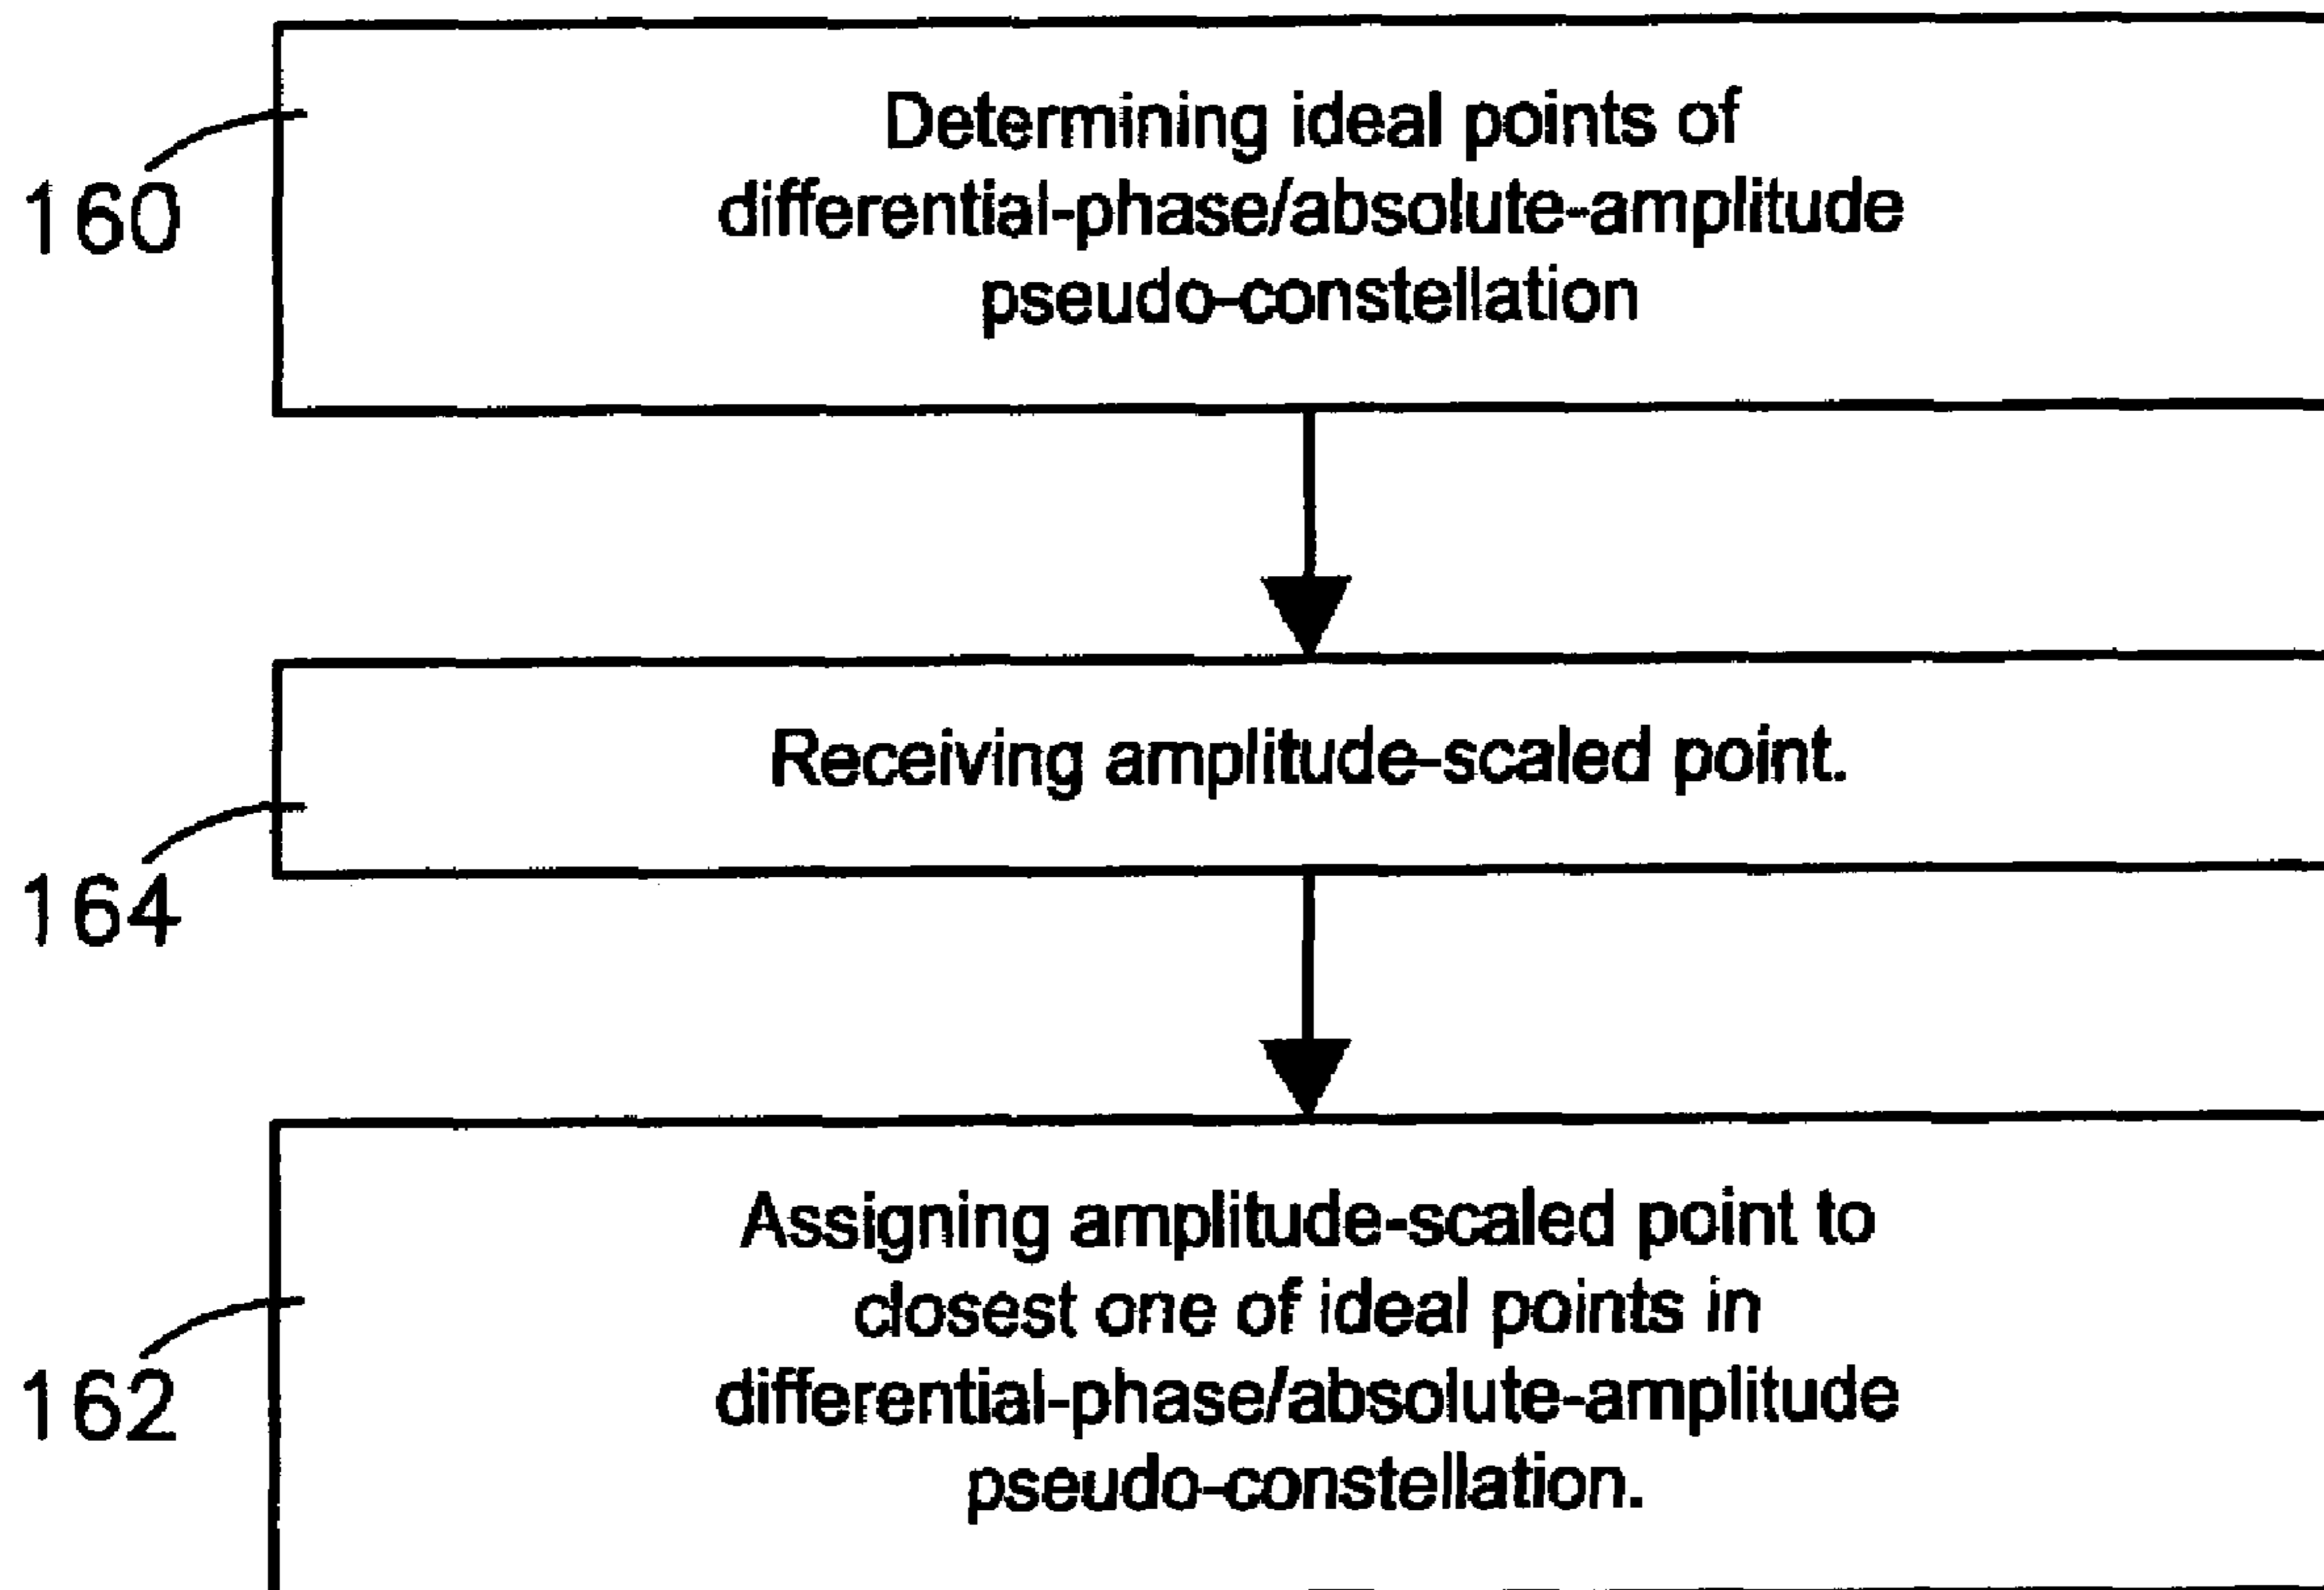 Determining ideal points of
differential-phase/absolute-amplitude
pseudo-constellation
160
Receiving amplitude-scaled point.
164
Assigning amplitude-scaled point to
closest one of ideal points in
differential-phase/absolute-amplitude
pseudo-constellation.
162